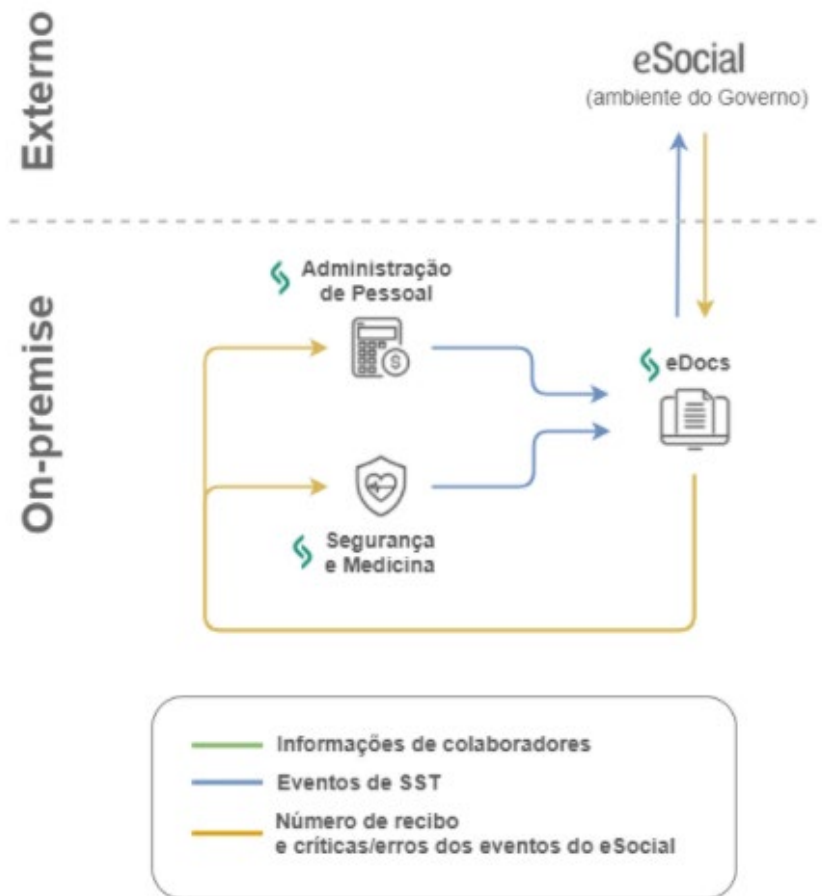 Externo
eSocial
(ambiente do Governo)
On-premise
Administração
de Pessoal
$
eDocs
Segurança
e Medicina
Informações de colaboradores
Eventos de SST
Número de recibo
e críticas/erros dos eventos do eSocial